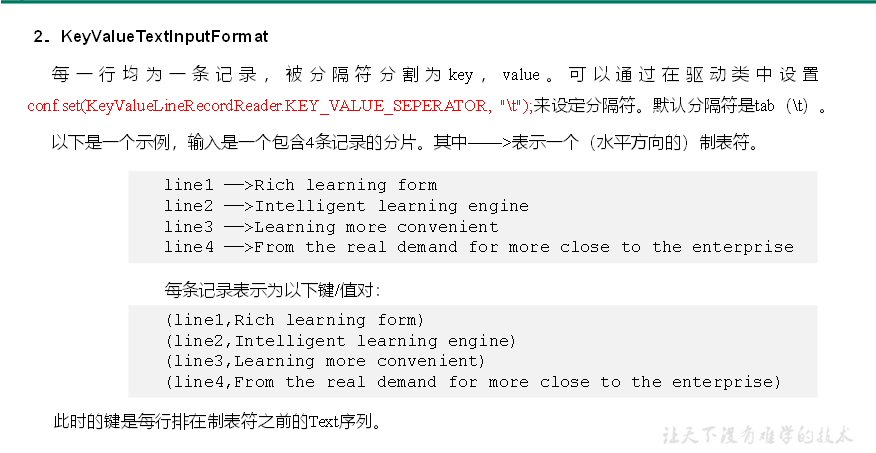 2．KeyValueTextInputFormat
每一行均为一条记录，被分隔符分割为key，value。可以通过在驱动类中设置
conf.set(KeyValueLineRecordReader.KEY_VALUE_SEPERATOR, "\t");来设定分隔符。默认分隔符是tab（\t）。
以下是一个示例，输入是一个包含4条记录的分片。其中——>表示一个（水平方向的）制表符。
line1 ——>Rich learning form
line2 ——>Intelligent learning engine
line3 ——>Learning more convenient
line4 ——>From the real demand for more close to the enterprise
每条记录表示为以下键/值对：
(line1,Rich learning form)
(line2,Intelligent learning engine)
(line3,Learning more convenient)
(line4,From the real demand for more close to the enterprise)
此时的键是每行排在制表符之前的Text序列。
让天下没有难学的技术